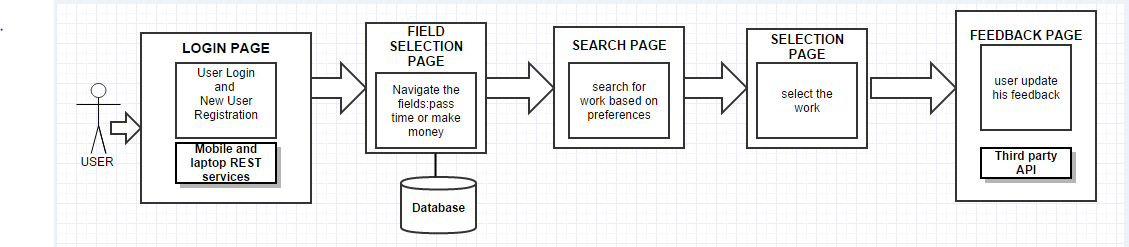 USER
LOGIN PAGE
User Login
and
New User
Registration
Mobile and
laptop REST
services
FIELD
SELECTION
PAGE
Navigate the
fields:pass
time or make
money
Database
SEARCH PAGE
search for
work based on
preferences
SELECTION
PAGE
select the
work
FEEDBACK PAGE
user update
his feedback
Third party
API